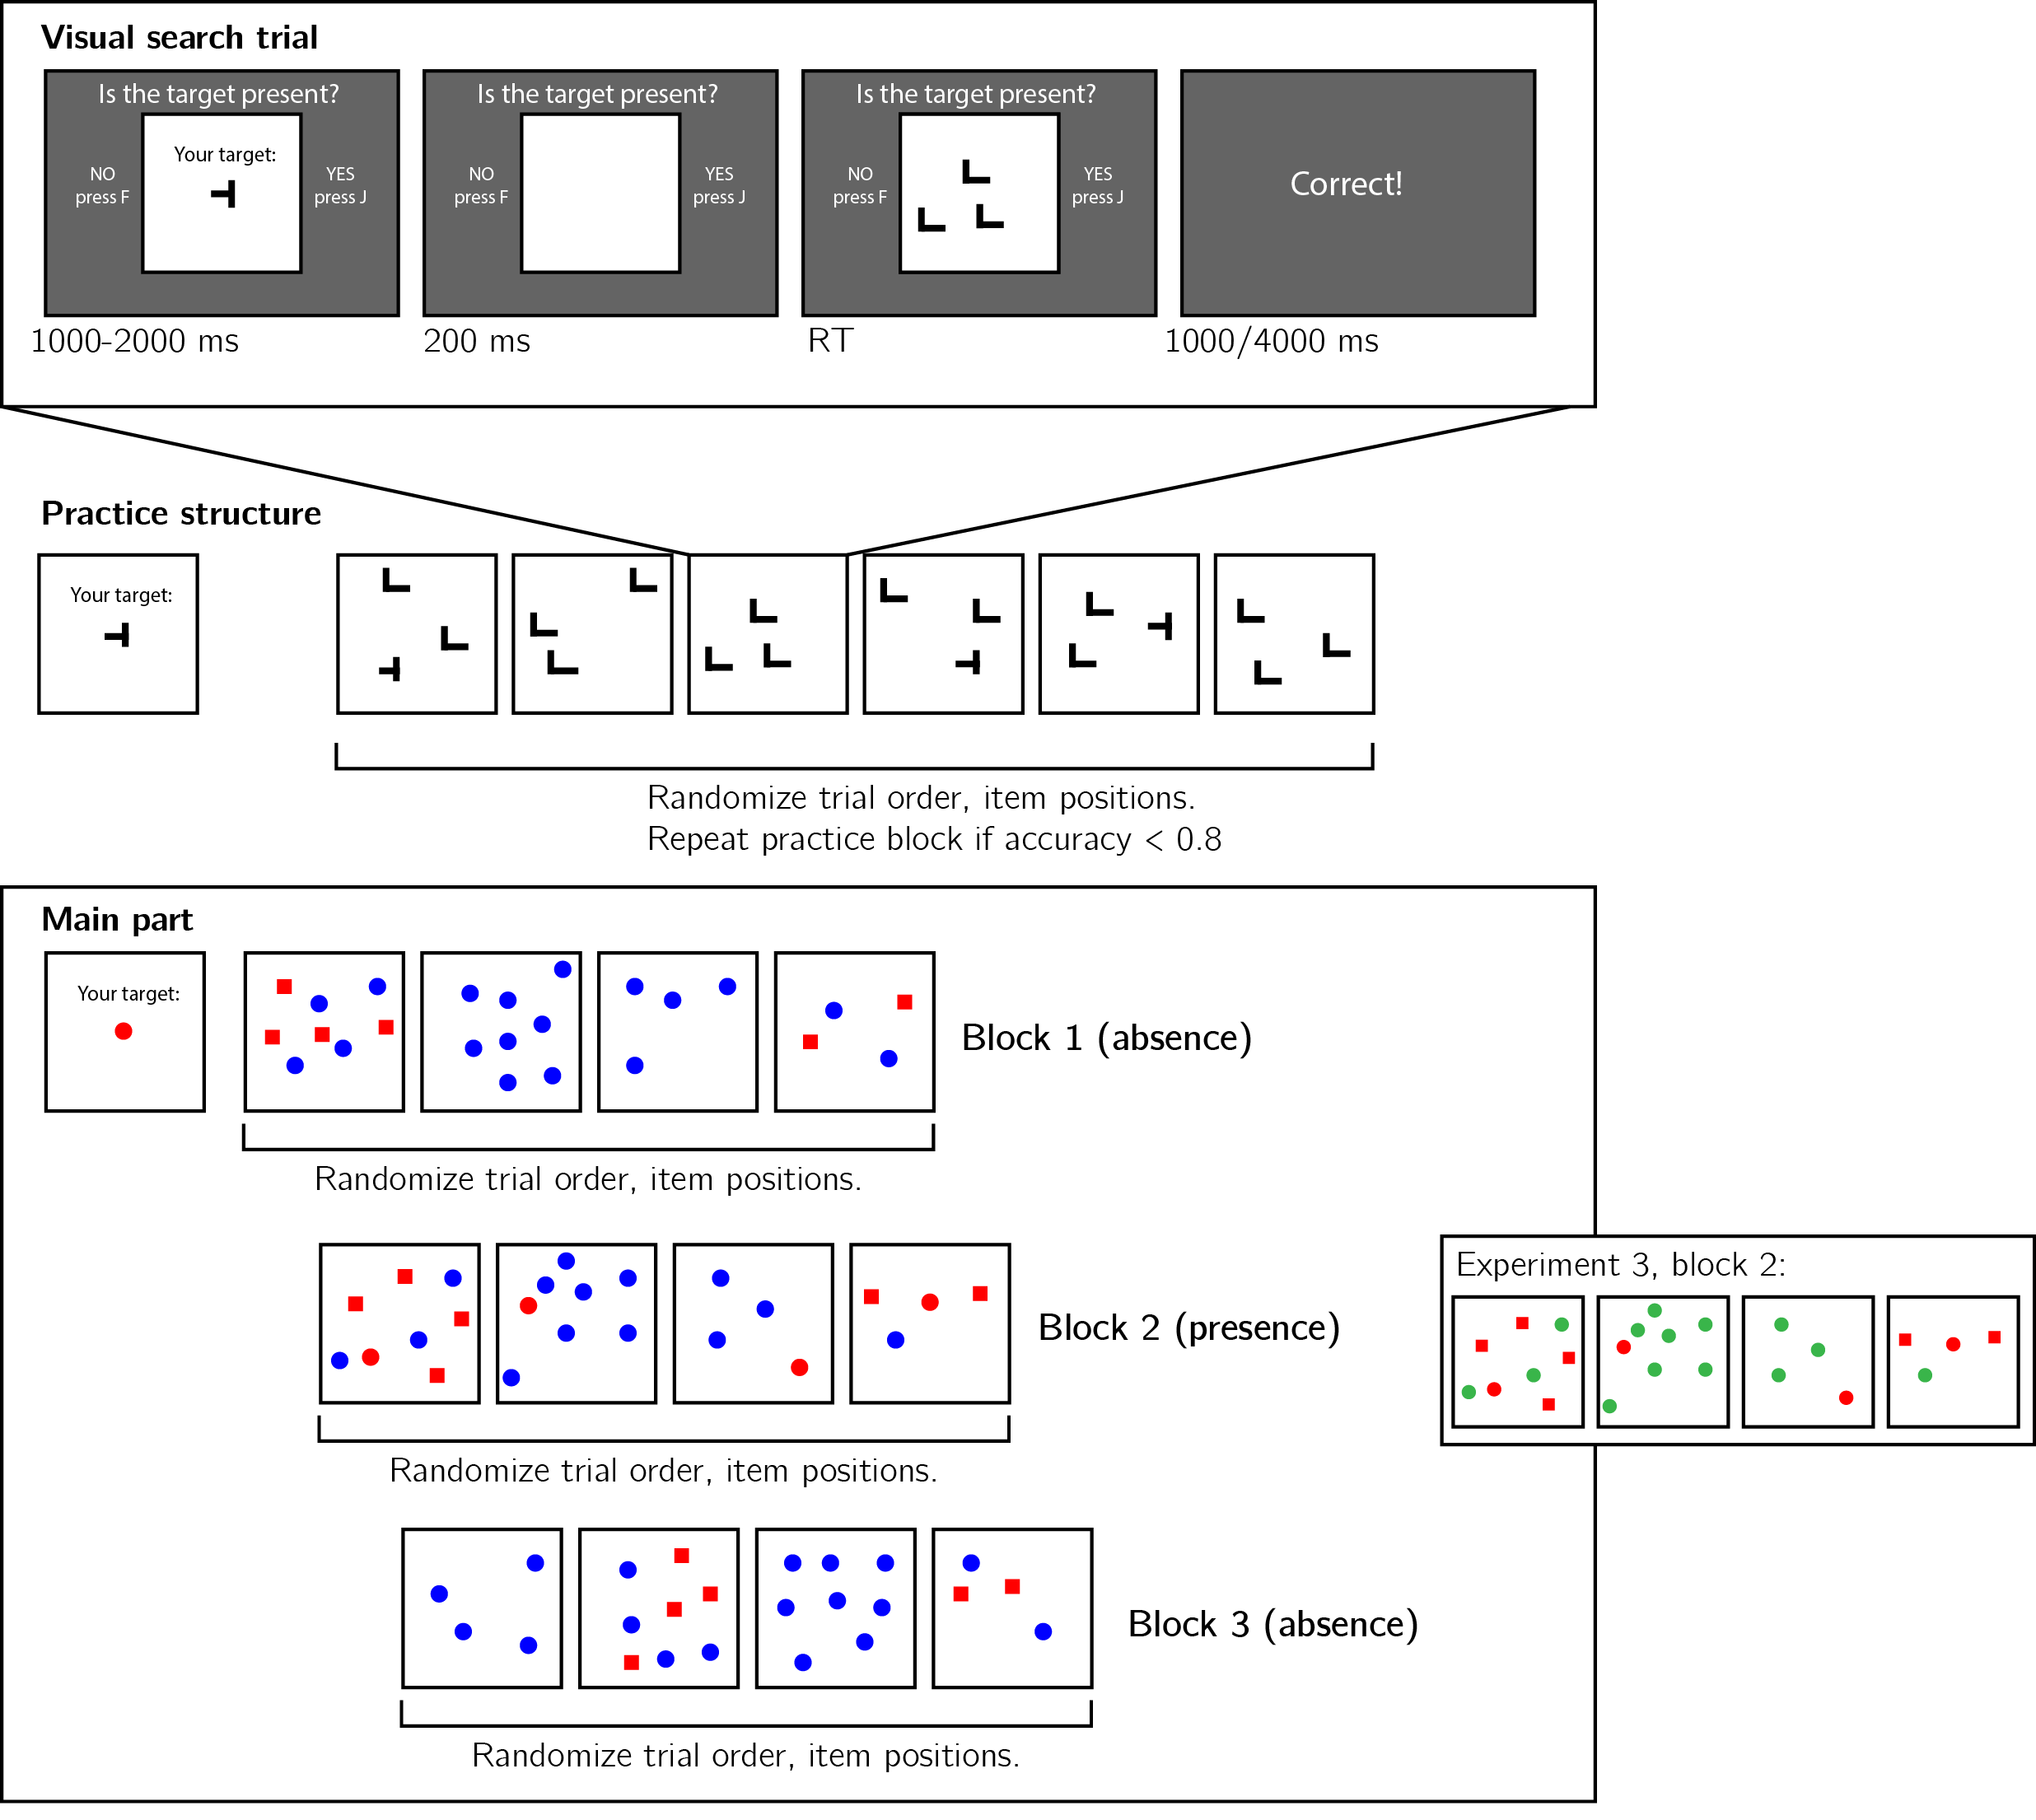 Visual search trial
Is the target present?
Your target:
NO
press F
YES
press J
Is the target present?
NO
press F
YES
press J
Is the target present?
NO
press F
YES
press J
Correct!
1000-2000 ms
200 ms
RT
1000/4000 ms
Practice structure
Your target:
Randomize trial order, item positions.
Repeat practice block if accuracy < 0.8
Main part
Your target:
Block 1 (absence)
Randomize trial order, item positions.
Block 2 (presence)
Randomize trial order, item positions.
Experiment 3, block 2:
Block 3 (absence)
Randomize trial order, item positions.